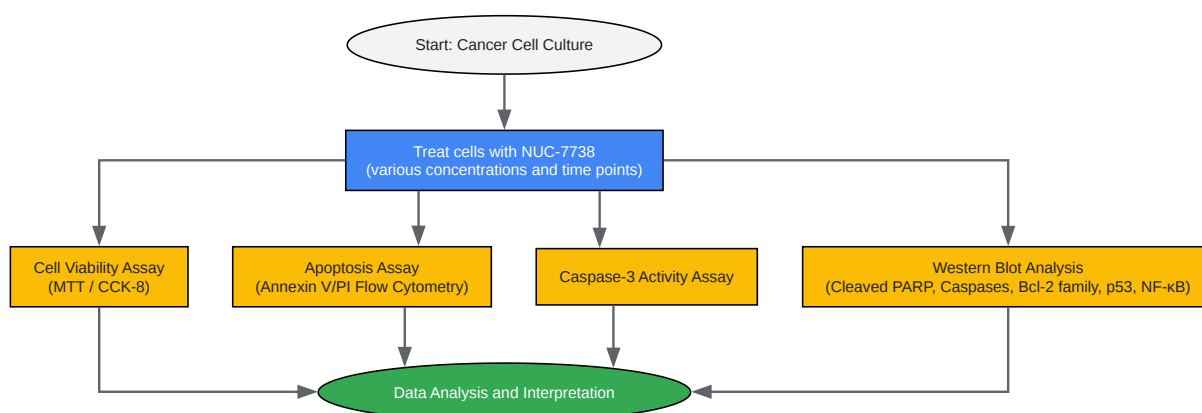 Start: Cancer Cell Culture
Treat cells with NUC-7738
(various concentrations and time points)
Cell Viability Assay
(MTT / CCK-8)
Apoptosis Assay
(Annexin V/PI Flow Cytometry)
Caspase-3 Activity Assay
Western Blot Analysis
(Cleaved PARP, Caspases, Bcl-2 family, p53, NF-κB)
Data Analysis and Interpretation